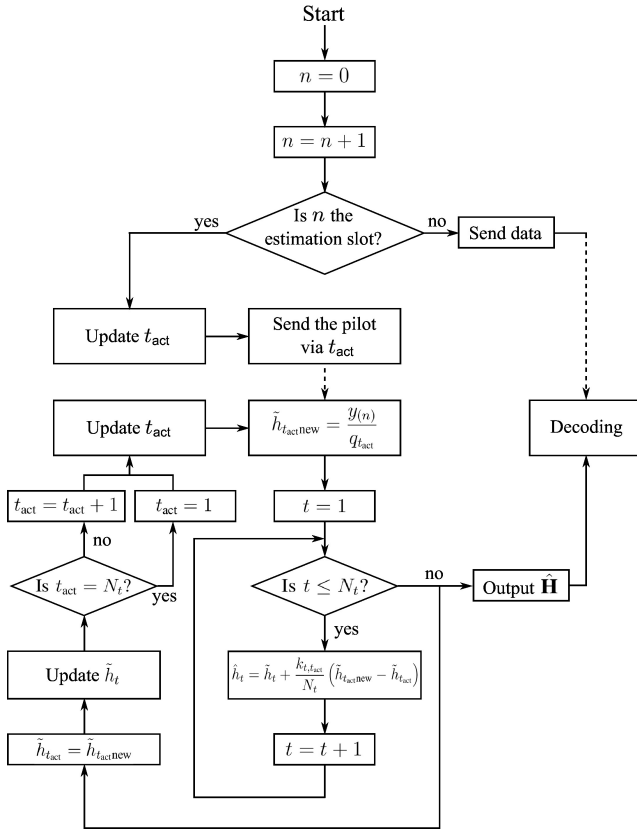 Start
n = 0
n = n + 1
Is n the
estimation slot?
yes
no
Send data
Update t_act
Send the pilot
via t_act
Update t_act
h̃_{t_act new} = y_(n) / q_{t_act}
Decoding
t_act = t_act + 1
t_act = 1
t = 1
no
Is t_act = N_t?
yes
Is t ≤ N_t?
no
Output Ĥ
yes
Update h̃_t
ĥ_t = h̃_t + k_{t,t_act} / N_t (h̃_{t_act new} − h̃_{t_act})
h̃_{t_act} = h̃_{t_act new}
t = t + 1